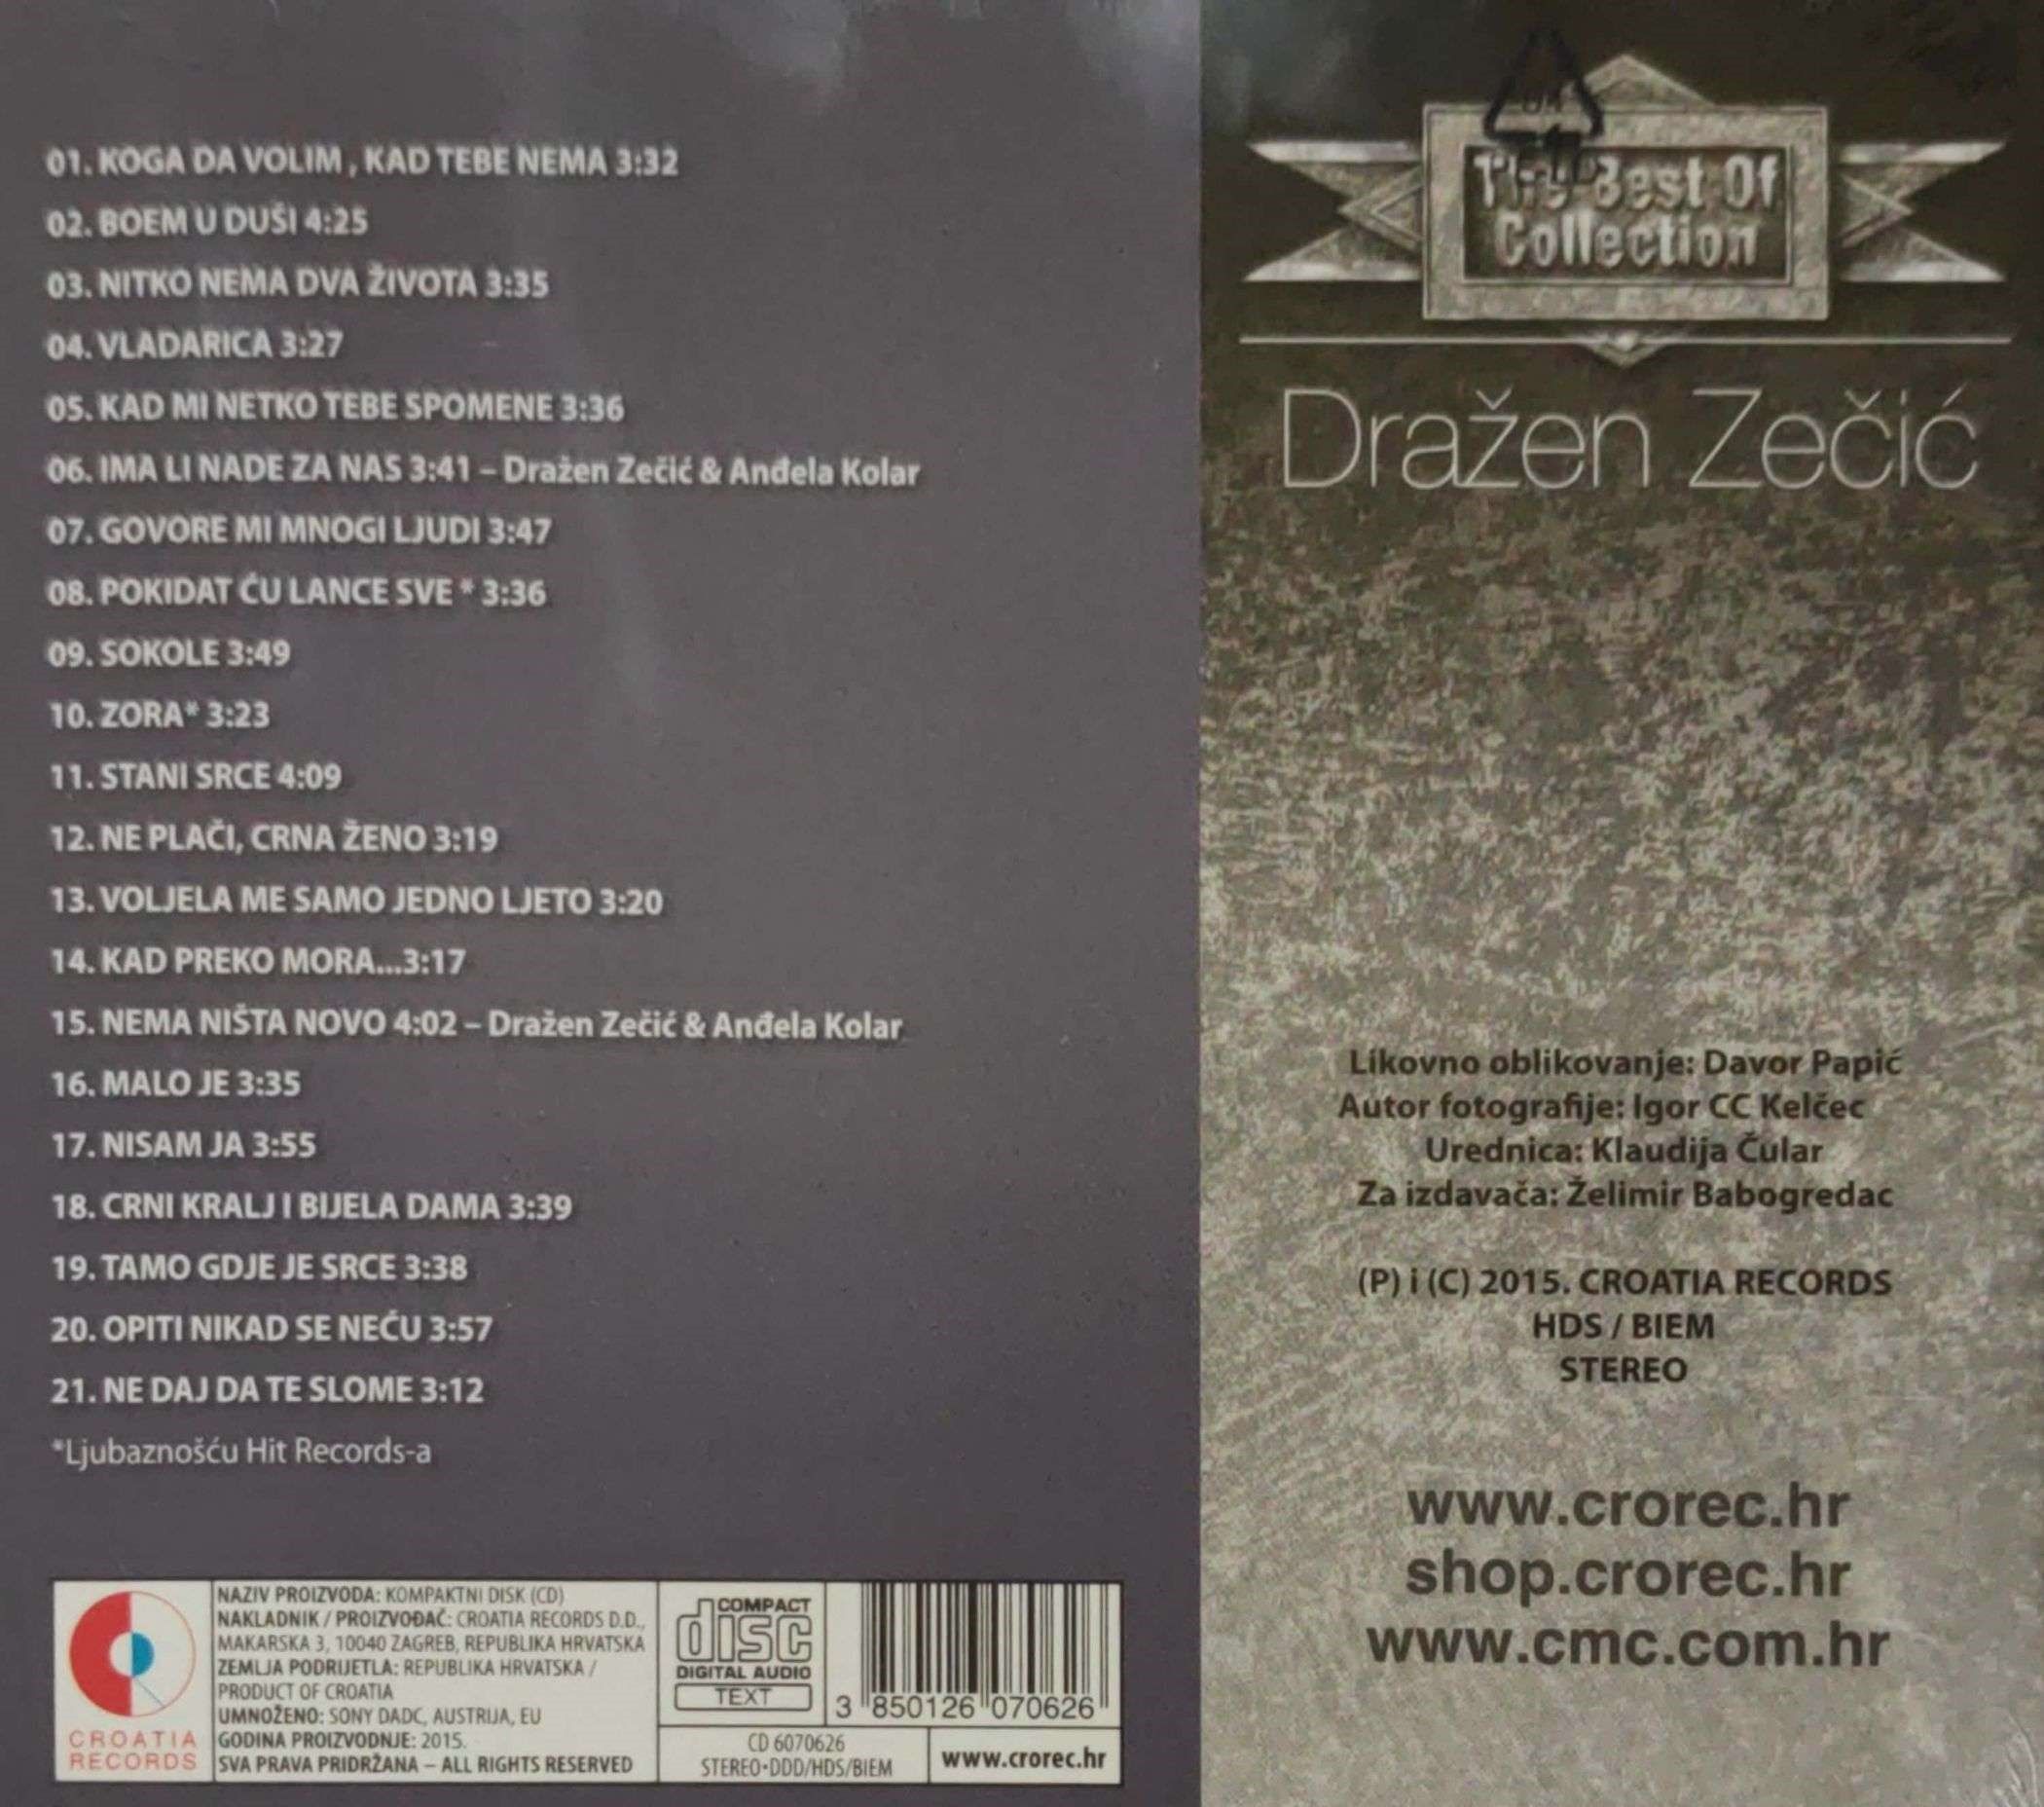 01. KOGA DA VOLIM , KAD TEBE NEMA 3:32
02. BOEM U DUŠI 4:25
03. NITKO NEMA DVA ŽIVOTA 3:35
04. VLADARICA 3:27
05. KAD MI NETKO TEBE SPOMENE 3:36
06. IMA LI NADE ZA NAS 3:41 – Dražen Zečić & Anđela Kolar
07. GOVORE MI MNOGI LJUDI 3:47
08. POKIDAT ĆU LANCE SVE * 3:36
09. SOKOLE 3:49
10. ZORA* 3:23
11. STANI SRCE 4:09
12. NE PLAČI, CRNA ŽENO 3:19
13. VOLJELA ME SAMO JEDNO LJETO 3:20
14. KAD PREKO MORA...3:17
15. NEMA NIŠTA NOVO 4:02 – Dražen Zečić & Anđela Kolar
16. MALO JE 3:35
17. NISAM JA 3:55
18. CRNI KRALJ I BIJELA DAMA 3:39
19. TAMO GDJE JE SRCE 3:38
20. OPITI NIKAD SE NEĆU 3:57
21. NE DAJ DA TE SLOME 3:12
*Ljubaznošću Hit Records-a
CROATIA
RECORDS
NAZIV PROIZVODA: KOMPAKTNI DISK (CD)
NAKLADNIK / PROIZVOĐAČ: CROATIA RECORDS D.D.,
MAKARSKA 3, 10040 ZAGREB, REPUBLIKA HRVATSKA
ZEMLJA PODRIJETLA: REPUBLIKA HRVATSKA /
PRODUCT OF CROATIA
UMNOŽENO: SONY DADC, AUSTRIJA, EU
GODINA PROIZVODNJE: 2015.
SVA PRAVA PRIDRŽANA – ALL RIGHTS RESERVED
COMPACT
disc
DIGITAL AUDIO
TEXT
3 850126 070626
CD 6070626
STEREO•DDD/HDS/BIEM
www.crorec.hr
The Best Of
Collection
Dražen Zečić
Likovno oblikovanje: Davor Papić
Autor fotografije: Igor CC Kelčec
Urednica: Klaudija Čular
Za izdavača: Želimir Babogredac
(P) i (C) 2015. CROATIA RECORDS
HDS / BIEM
STEREO
www.crorec.hr
shop.crorec.hr
www.cmc.com.hr